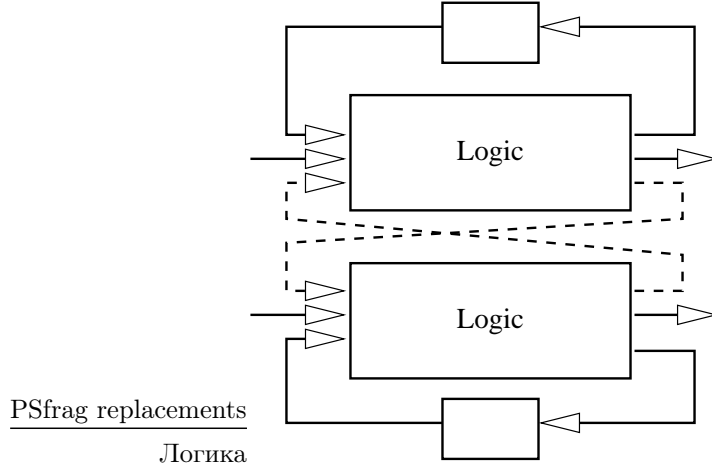 Logic
Logic
PSfrag replacements
Логика